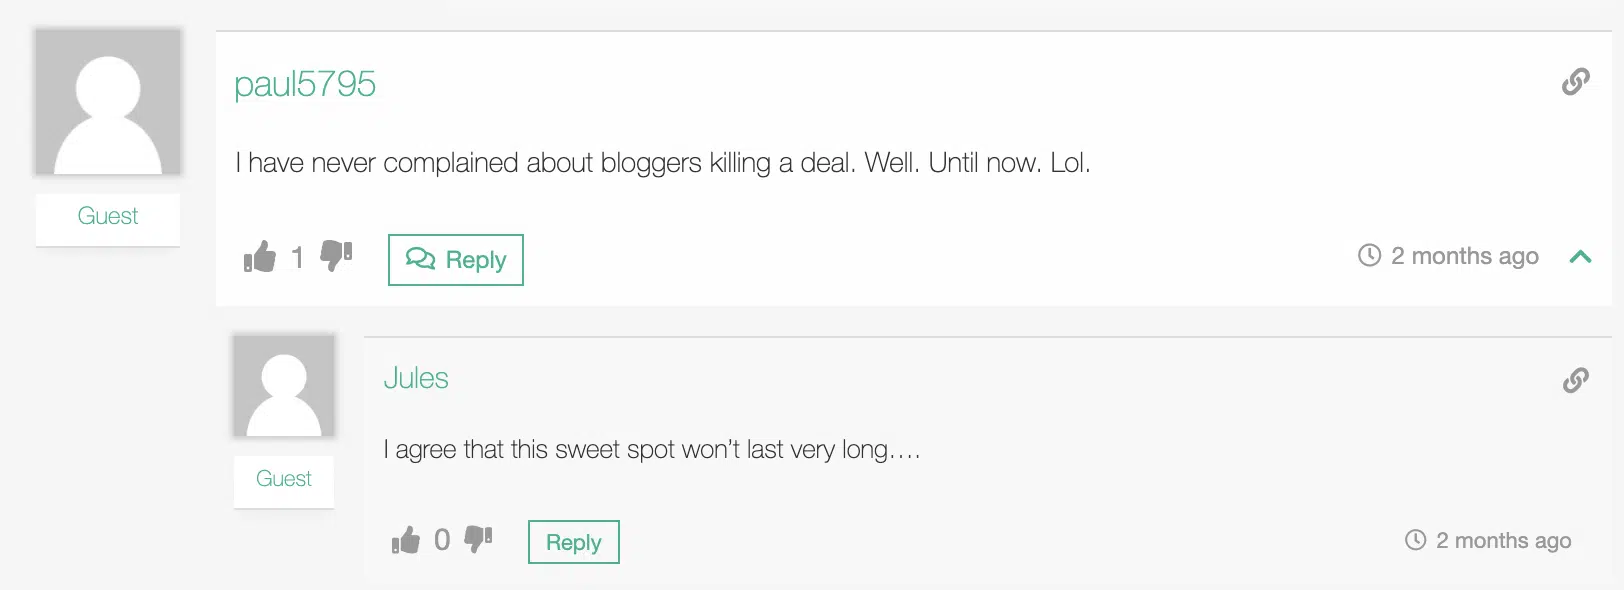 paul5795
I have never complained about bloggers killing a deal. Well. Until now. Lol.
Guest
1
Reply
2 months ago
Jules
I agree that this sweet spot won’t last very long….
Guest
0
Reply
2 months ago